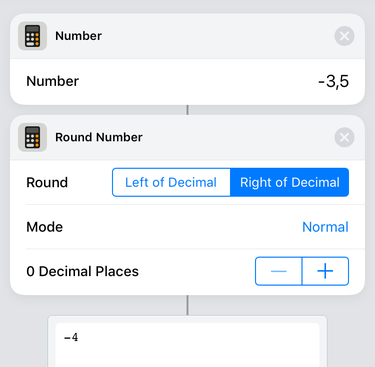 Number
Number -3,5
Round Number
Round Left of Decimal Right of Decimal
Mode Normal
0 Decimal Places — +
-4